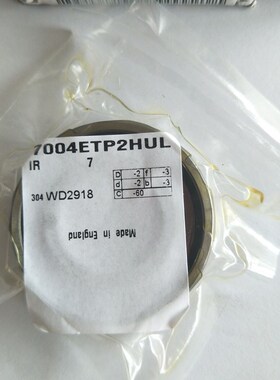 7004ETP2HUL
IR 7
D -2 f -3
d -2 b -3
C -60
304 WD2918
Made in England